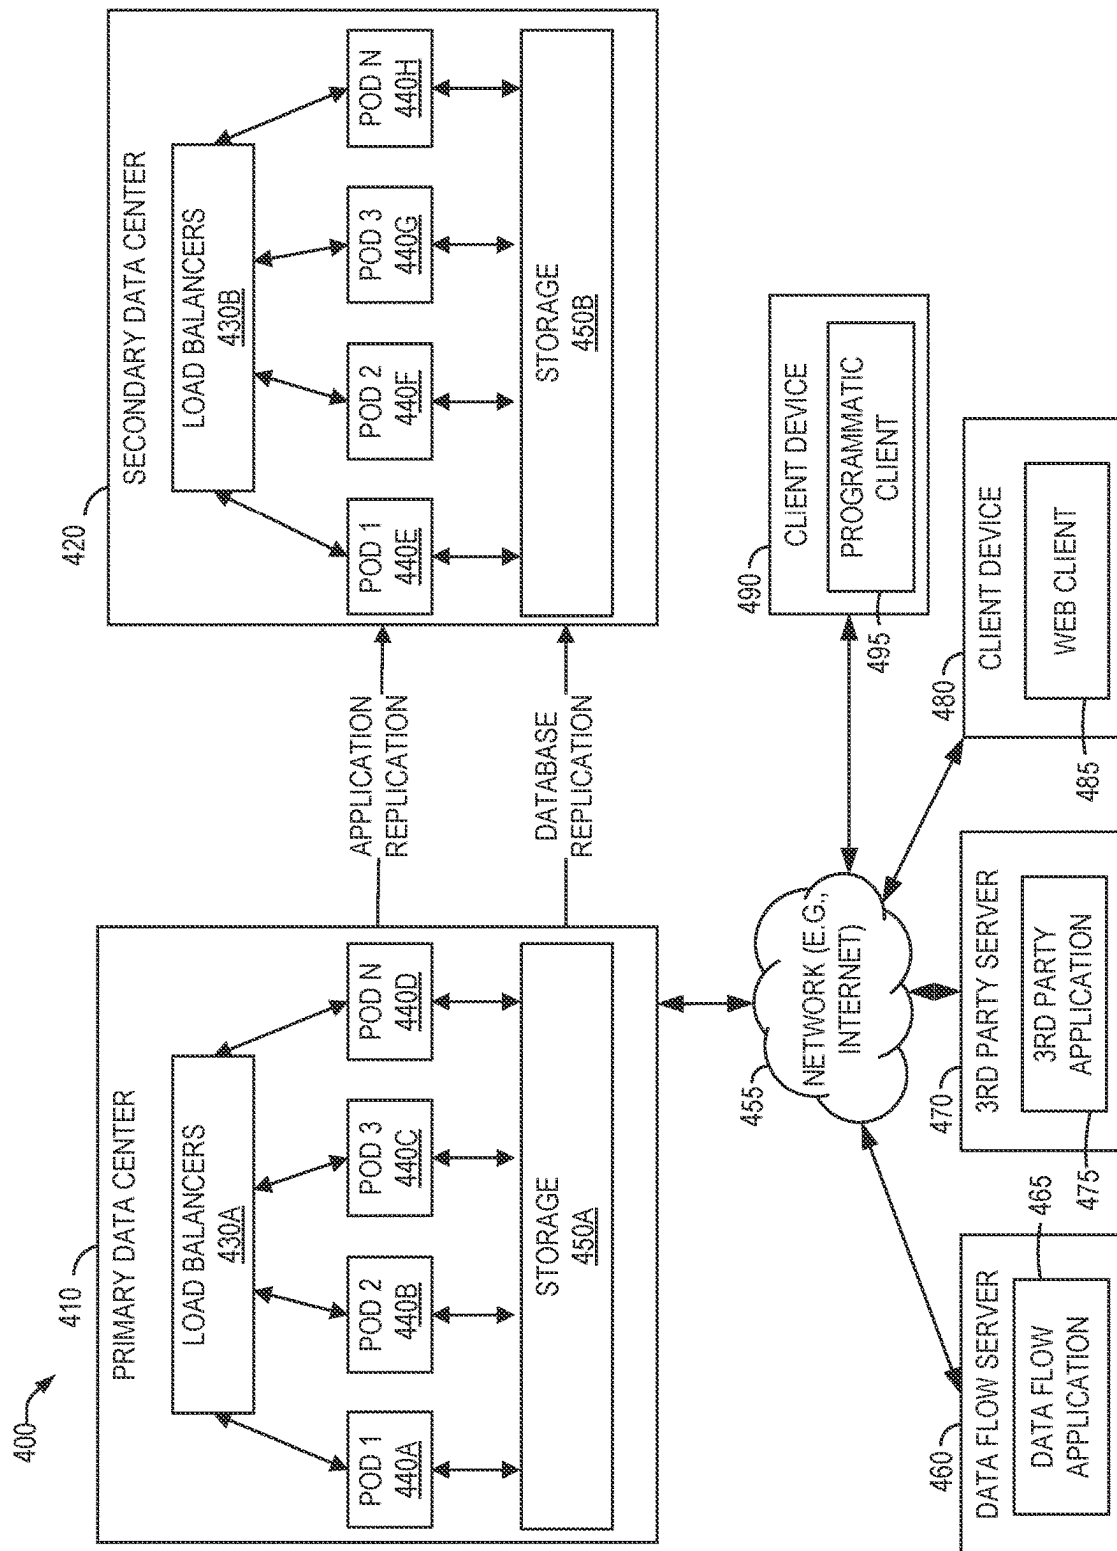 400
410
PRIMARY DATA CENTER
LOAD BALANCERS
430A
POD 1
440A
POD 2
440B
POD 3
440C
POD N
440D
STORAGE
450A
APPLICATION
REPLICATION
DATABASE
REPLICATION
420
SECONDARY DATA CENTER
LOAD BALANCERS
430B
POD 1
440E
POD 2
440F
POD 3
440G
POD N
440H
STORAGE
450B
455
NETWORK (E.G.,
INTERNET)
460
DATA FLOW SERVER
465
DATA FLOW
APPLICATION
470
3RD PARTY SERVER
3RD PARTY
APPLICATION
475
480
CLIENT DEVICE
WEB CLIENT
485
490
CLIENT DEVICE
PROGRAMMATIC
CLIENT
495